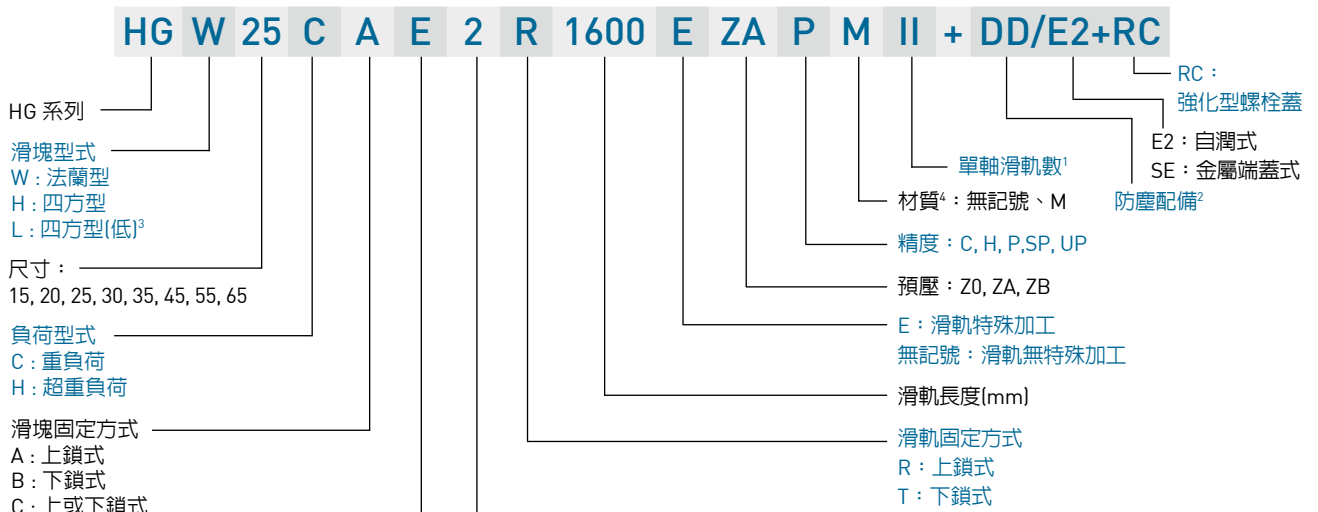 HG W 25 C A E 2 R 1600 E ZA P M II + DD/E2+RC
HG 系列
滑塊型式
W : 法蘭型
H : 四方型
L : 四方型(低)³
尺寸：
15, 20, 25, 30, 35, 45, 55, 65
負荷型式
C : 重負荷
H : 超重負荷
滑塊固定方式
A : 上鎖式
B : 下鎖式
C : 上或下鎖式
RC：
強化型螺栓蓋
E2：自潤式
SE：金屬端蓋式
防塵配備²
單軸滑軌數¹
材質⁴：無記號、M
精度：C, H, P,SP, UP
預壓：Z0, ZA, ZB
E：滑軌特殊加工
無記號：滑軌無特殊加工
滑軌長度(mm)
滑軌固定方式
R：上鎖式
T：下鎖式